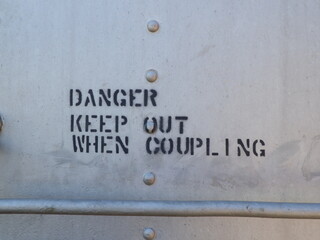 DANGER
KEEP OUT
WHEN COUPLING